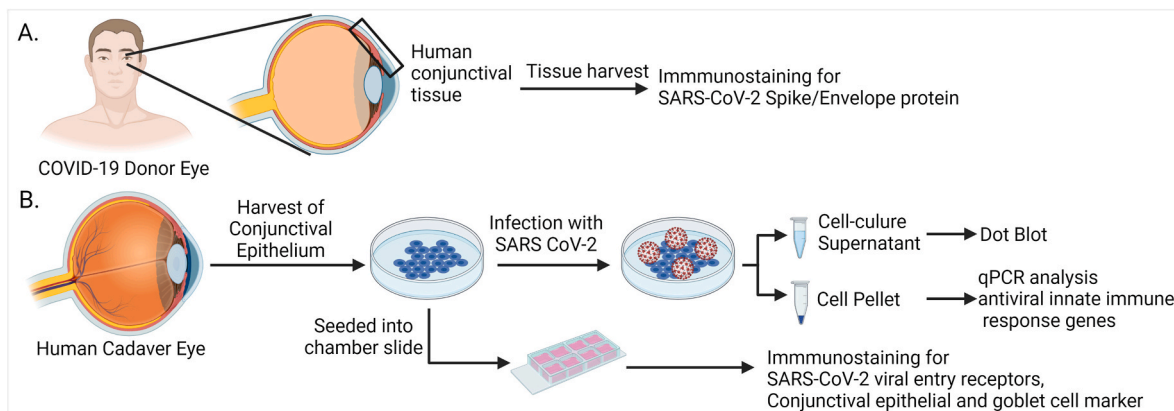 A.
Human
conjunctival
tissue
Tissue harvest
Immmunostaining for
SARS-CoV-2 Spike/Envelope protein
COVID-19 Donor Eye
B.
Harvest of
Conjunctival
Epithelium
Infection with
SARS CoV-2
Cell-culure
Supernatant
Dot Blot
Cell Pellet
qPCR analysis
antiviral innate immune
response genes
Human Cadaver Eye
Seeded into
chamber slide
Immmunostaining for
SARS-CoV-2 viral entry receptors,
Conjunctival epithelial and goblet cell marker